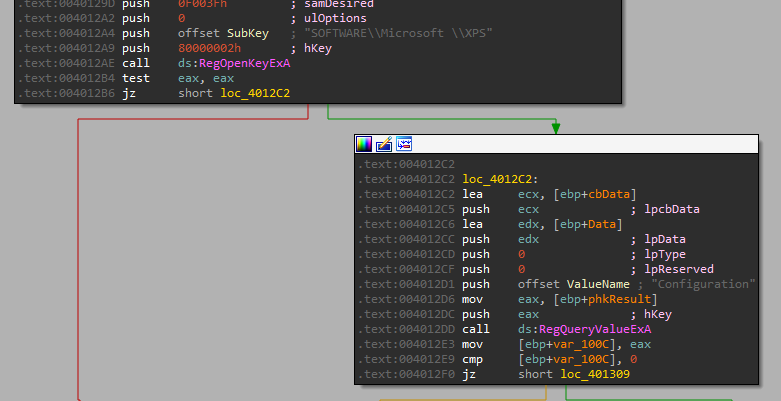 .text:0040129D push 0F003Fh ; samDesired
.text:004012A2 push 0 ; ulOptions
.text:004012A4 push offset SubKey ; "SOFTWARE\\Microsoft \\XPS"
.text:004012A9 push 80000002h ; hKey
.text:004012AE call ds:RegOpenKeyExA
.text:004012B4 test eax, eax
.text:004012B6 jz short loc_4012C2
.text:004012C2
.text:004012C2 loc_4012C2:
.text:004012C2 lea ecx, [ebp+cbData]
.text:004012C5 push ecx ; lpcbData
.text:004012C6 lea edx, [ebp+Data]
.text:004012CC push edx ; lpData
.text:004012CD push 0 ; lpType
.text:004012CF push 0 ; lpReserved
.text:004012D1 push offset ValueName ; "Configuration"
.text:004012D6 mov eax, [ebp+phkResult]
.text:004012DC push eax ; hKey
.text:004012DD call ds:RegQueryValueExA
.text:004012E3 mov [ebp+var_100C], eax
.text:004012E9 cmp [ebp+var_100C], 0
.text:004012F0 jz short loc_401309